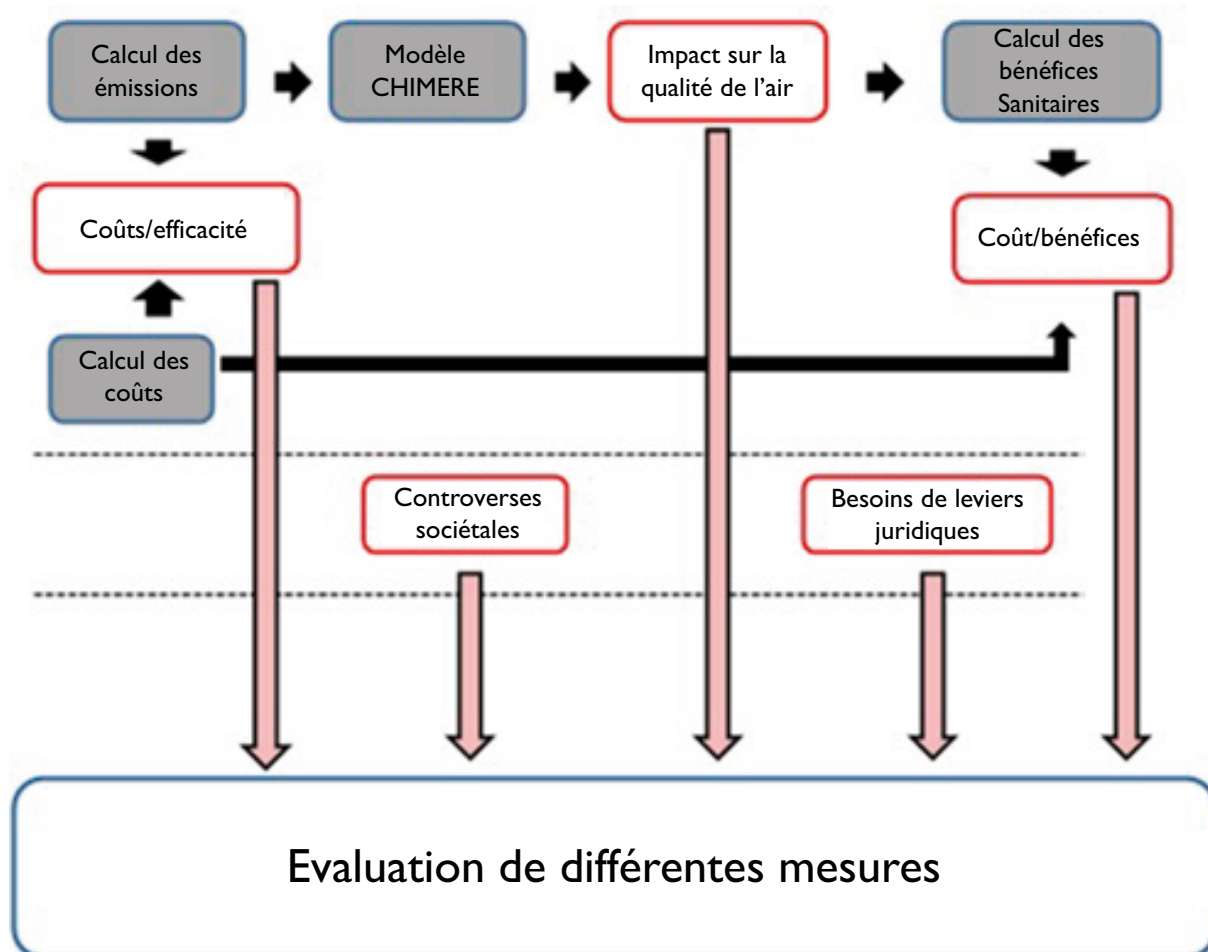 Calcul des
émissions
Modèle
CHIMERE
Impact sur la
qualité de l'air
Calcul des
bénéfices
Sanitaires
Coûts/efficacité
Coût/bénéfices
Calcul des
coûts
Controverses
sociétales
Besoins de leviers
juridiques
Evaluation de différentes mesures